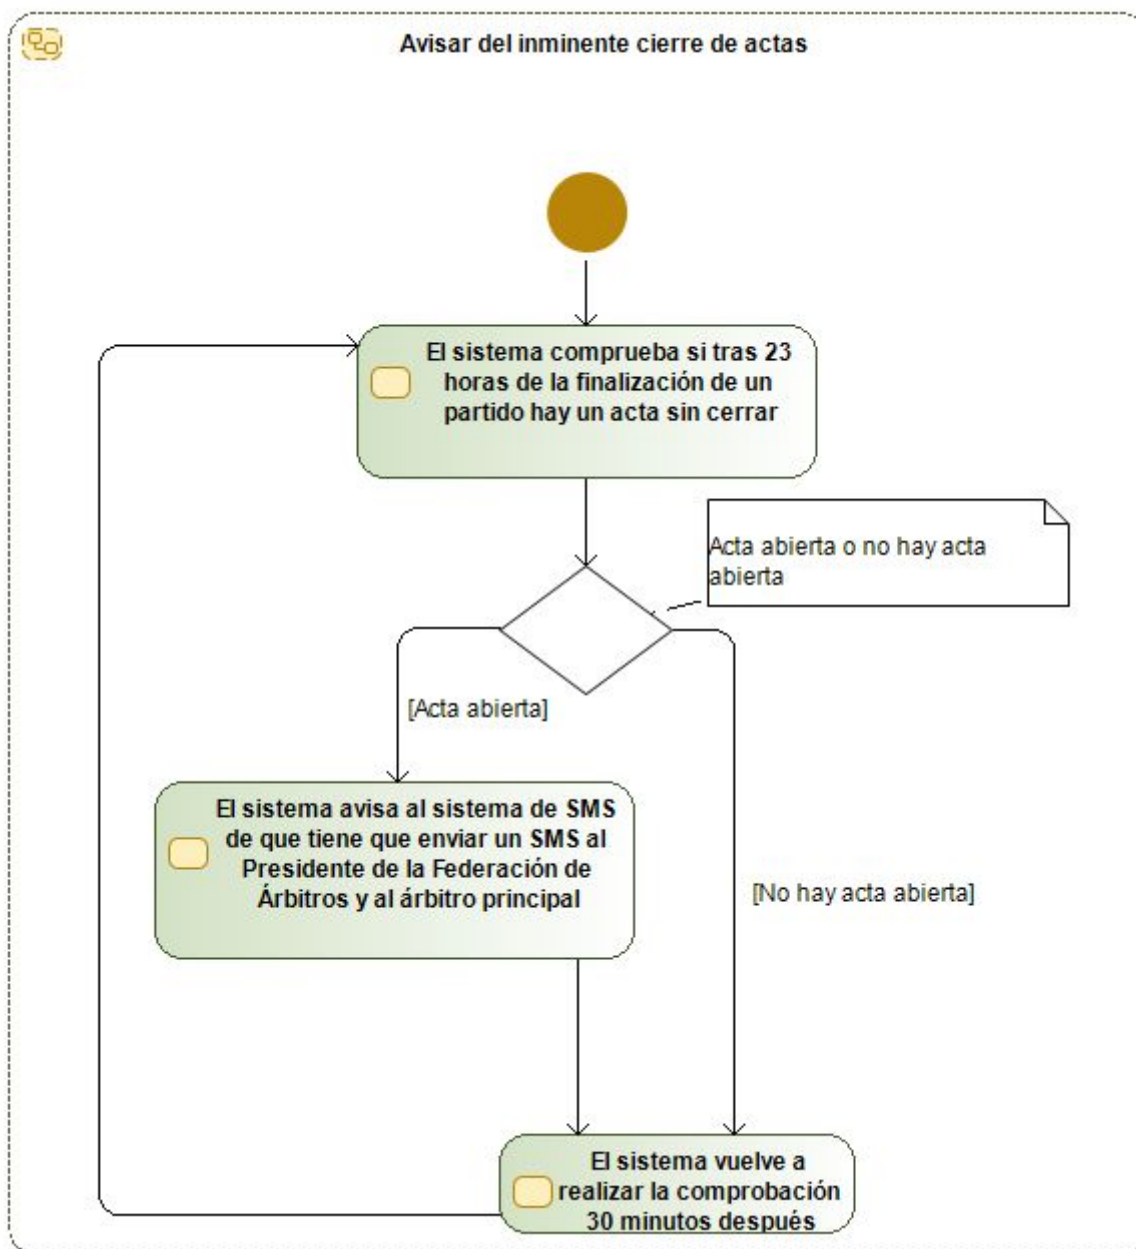 Avisar del inminente cierre de actas
El sistema comprueba si tras 23
horas de la finalización de un
partido hay un acta sin cerrar
Acta abierta o no hay acta
abierta
[Acta abierta]
El sistema avisa al sistema de SMS
de que tiene que enviar un SMS al
Presidente de la Federación de
Árbitros y al árbitro principal
[No hay acta abierta]
El sistema vuelve a
realizar la comprobación
30 minutos después